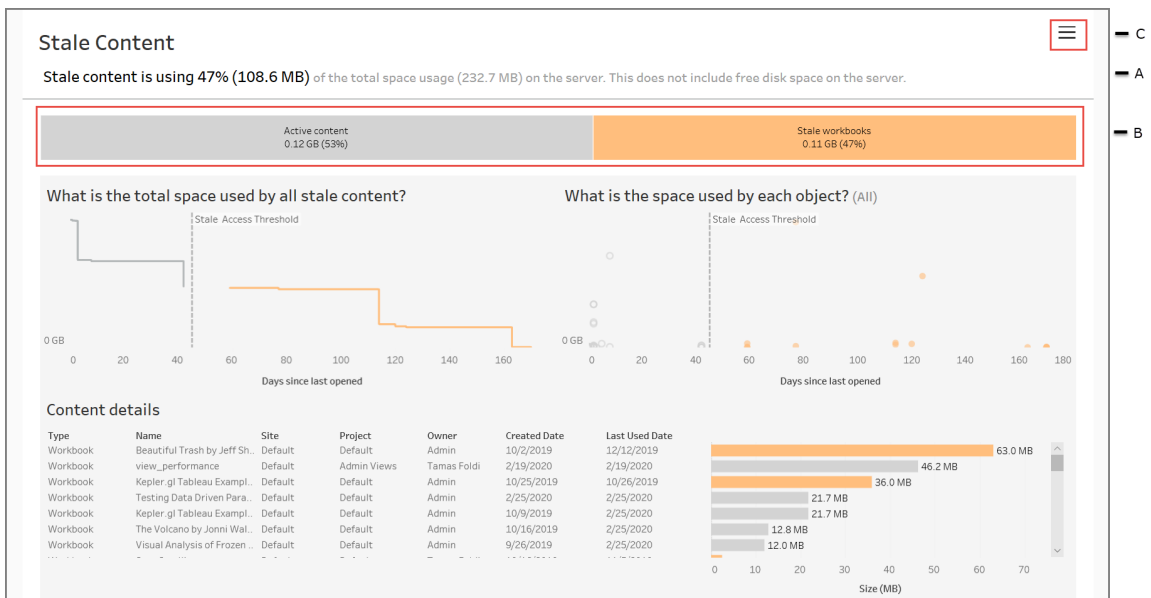 Stale Content
C
Stale content is using 47% (108.6 MB) of the total space usage (232.7 MB) on the server. This does not include free disk space on the server.
A
Active content
0.12 GB (53%)
Stale workbooks
0.11 GB (47%)
B
What is the total space used by all stale content?
Stale Access Threshold
0 GB
0 20 40 60 80 100 120 140 160
Days since last opened
What is the space used by each object? (All)
Stale Access Threshold
0 GB
0 20 40 60 80 100 120 140 160 180
Days since last opened
Content details
Type Name Site Project Owner Created Date Last Used Date
Workbook Beautiful Trash by Jeff Sh.. Default Default Admin 10/2/2019 12/12/2019 63.0 MB
Workbook view_performance Default Admin Views Tamas Foldi 2/19/2020 2/19/2020 46.2 MB
Workbook Kepler.gl Tableau Exampl.. Default Default Admin 10/25/2019 10/26/2019 36.0 MB
Workbook Testing Data Driven Para.. Default Default Admin 2/25/2020 2/25/2020 21.7 MB
Workbook Kepler.gl Tableau Exampl.. Default Default Admin 10/9/2019 2/25/2020 21.7 MB
Workbook The Volcano by Jonni Wal.. Default Default Admin 10/16/2019 2/25/2020 12.8 MB
Workbook Visual Analysis of Frozen .. Default Default Admin 9/26/2019 2/25/2020 12.0 MB
0 10 20 30 40 50 60 70
Size (MB)